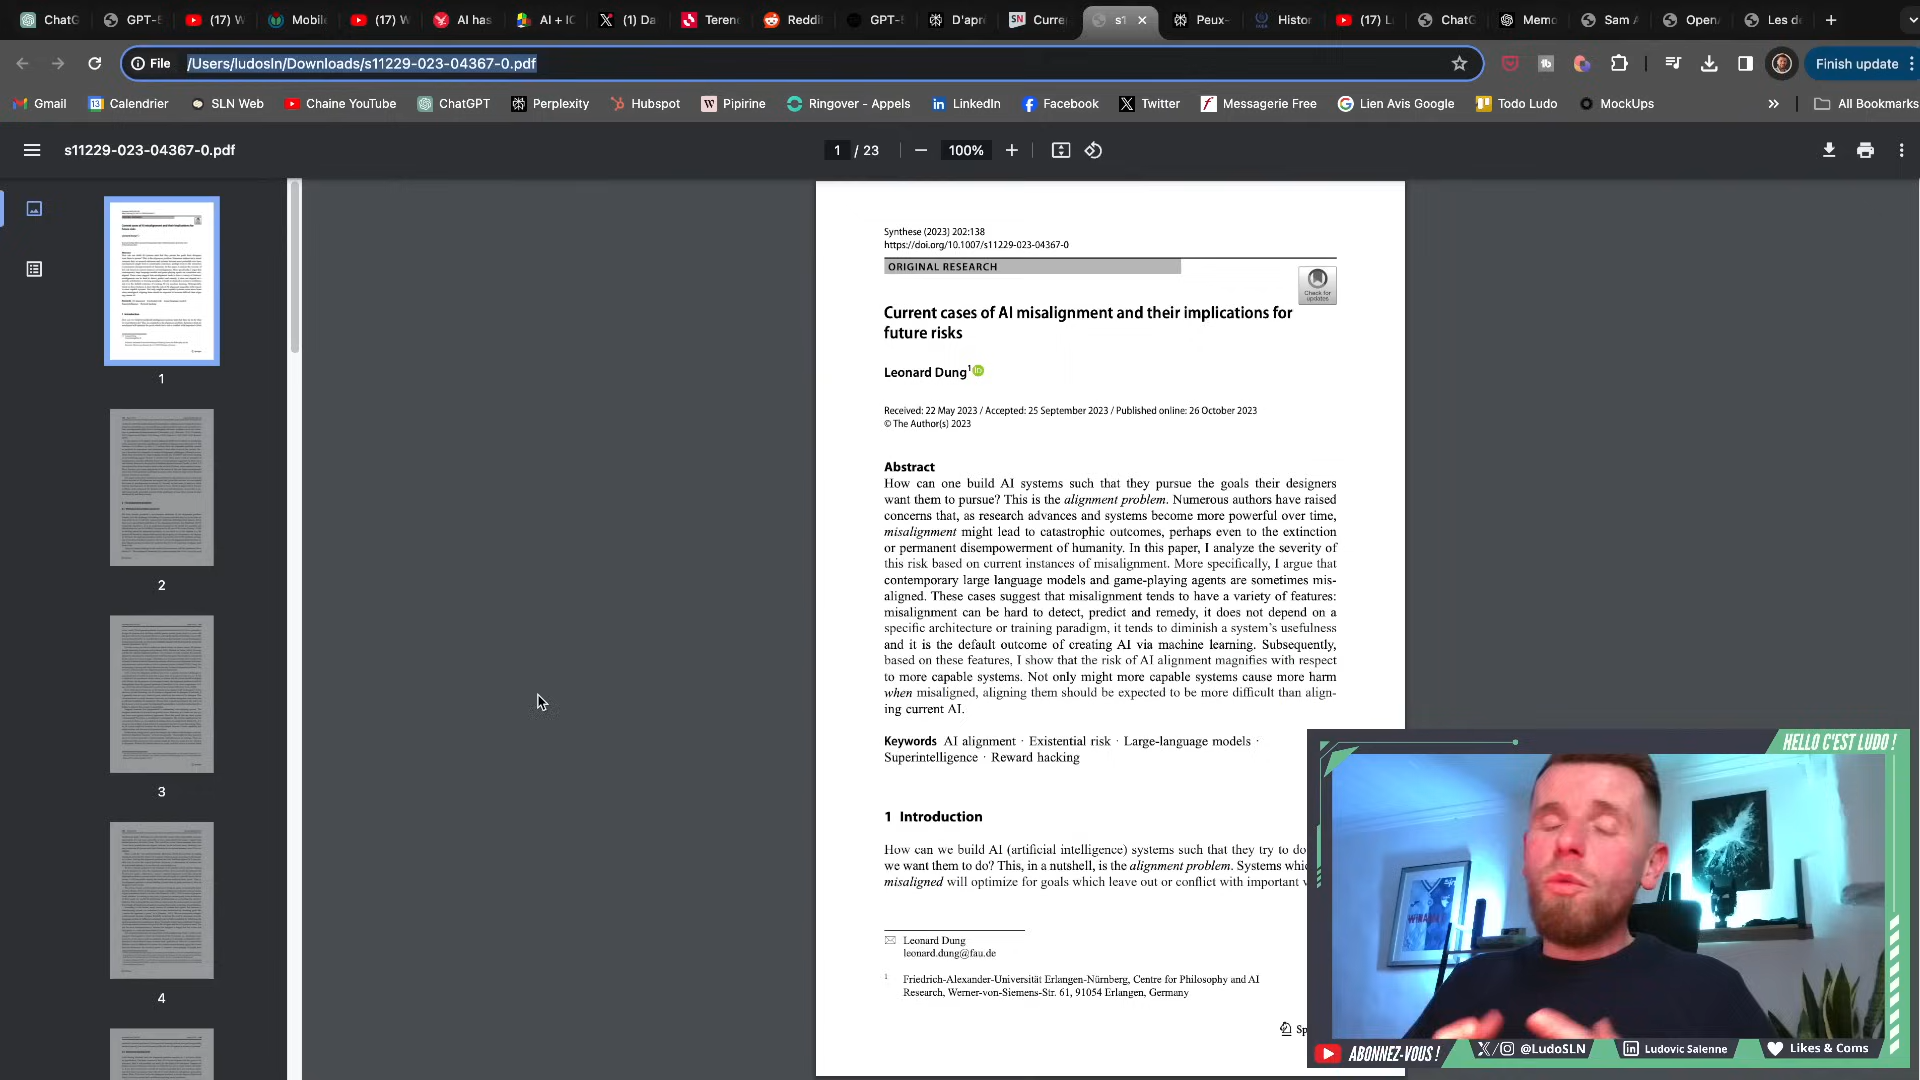 ChatG
GPT-5
(17) W
Mobile
(17) W
AI has
AI + IC
(1) Da
Terenc
Reddit
GPT-5
D'apr
Curre
s1
Peux-
Histor
(17) L
ChatG
Memo
Sam A
OpenA
Les de
File
/Users/ludosln/Downloads/s11229-023-04367-0.pdf
Finish update
Gmail
Calendrier
SLN Web
Chaine YouTube
ChatGPT
Perplexity
Hubspot
Pipirine
Ringover - Appels
LinkedIn
Facebook
Twitter
Messagerie Free
Lien Avis Google
Todo Ludo
MockUps
All Bookmarks
s11229-023-04367-0.pdf
1 / 23
100%
1
2
3
4
Synthese (2023) 202:138
https://doi.org/10.1007/s11229-023-04367-0
ORIGINAL RESEARCH
Check for
updates
Current cases of AI misalignment and their implications for
future risks
Leonard Dung1
Received: 22 May 2023 / Accepted: 25 September 2023 / Published online: 26 October 2023
© The Author(s) 2023
Abstract
How can one build AI systems such that they pursue the goals their designers
want them to pursue? This is the alignment problem. Numerous authors have raised
concerns that, as research advances and systems become more powerful over time,
misalignment might lead to catastrophic outcomes, perhaps even to the extinction
or permanent disempowerment of humanity. In this paper, I analyze the severity of
this risk based on current instances of misalignment. More specifically, I argue that
contemporary large language models and game-playing agents are sometimes mis-
aligned. These cases suggest that misalignment tends to have a variety of features:
misalignment can be hard to detect, predict and remedy, it does not depend on a
specific architecture or training paradigm, it tends to diminish a system's usefulness
and it is the default outcome of creating AI via machine learning. Subsequently,
based on these features, I show that the risk of AI alignment magnifies with respect
to more capable systems. Not only might more capable systems cause more harm
when misaligned, aligning them should be expected to be more difficult than align-
ing current AI.
Keywords AI alignment · Existential risk · Large-language models ·
Superintelligence · Reward hacking
1 Introduction
How can we build AI (artificial intelligence) systems such that they try to do
we want them to do? This, in a nutshell, is the alignment problem. Systems whic
misaligned will optimize for goals which leave out or conflict with important v
Leonard Dung
leonard.dung@fau.de
1 Friedrich-Alexander-Universität Erlangen-Nürnberg, Centre for Philosophy and AI
Research, Werner-von-Siemens-Str. 61, 91054 Erlangen, Germany
Sp
HELLO C'EST LUDO !
ABONNEZ-VOUS !
@LudoSLN
Ludovic Salenne
Likes & Coms